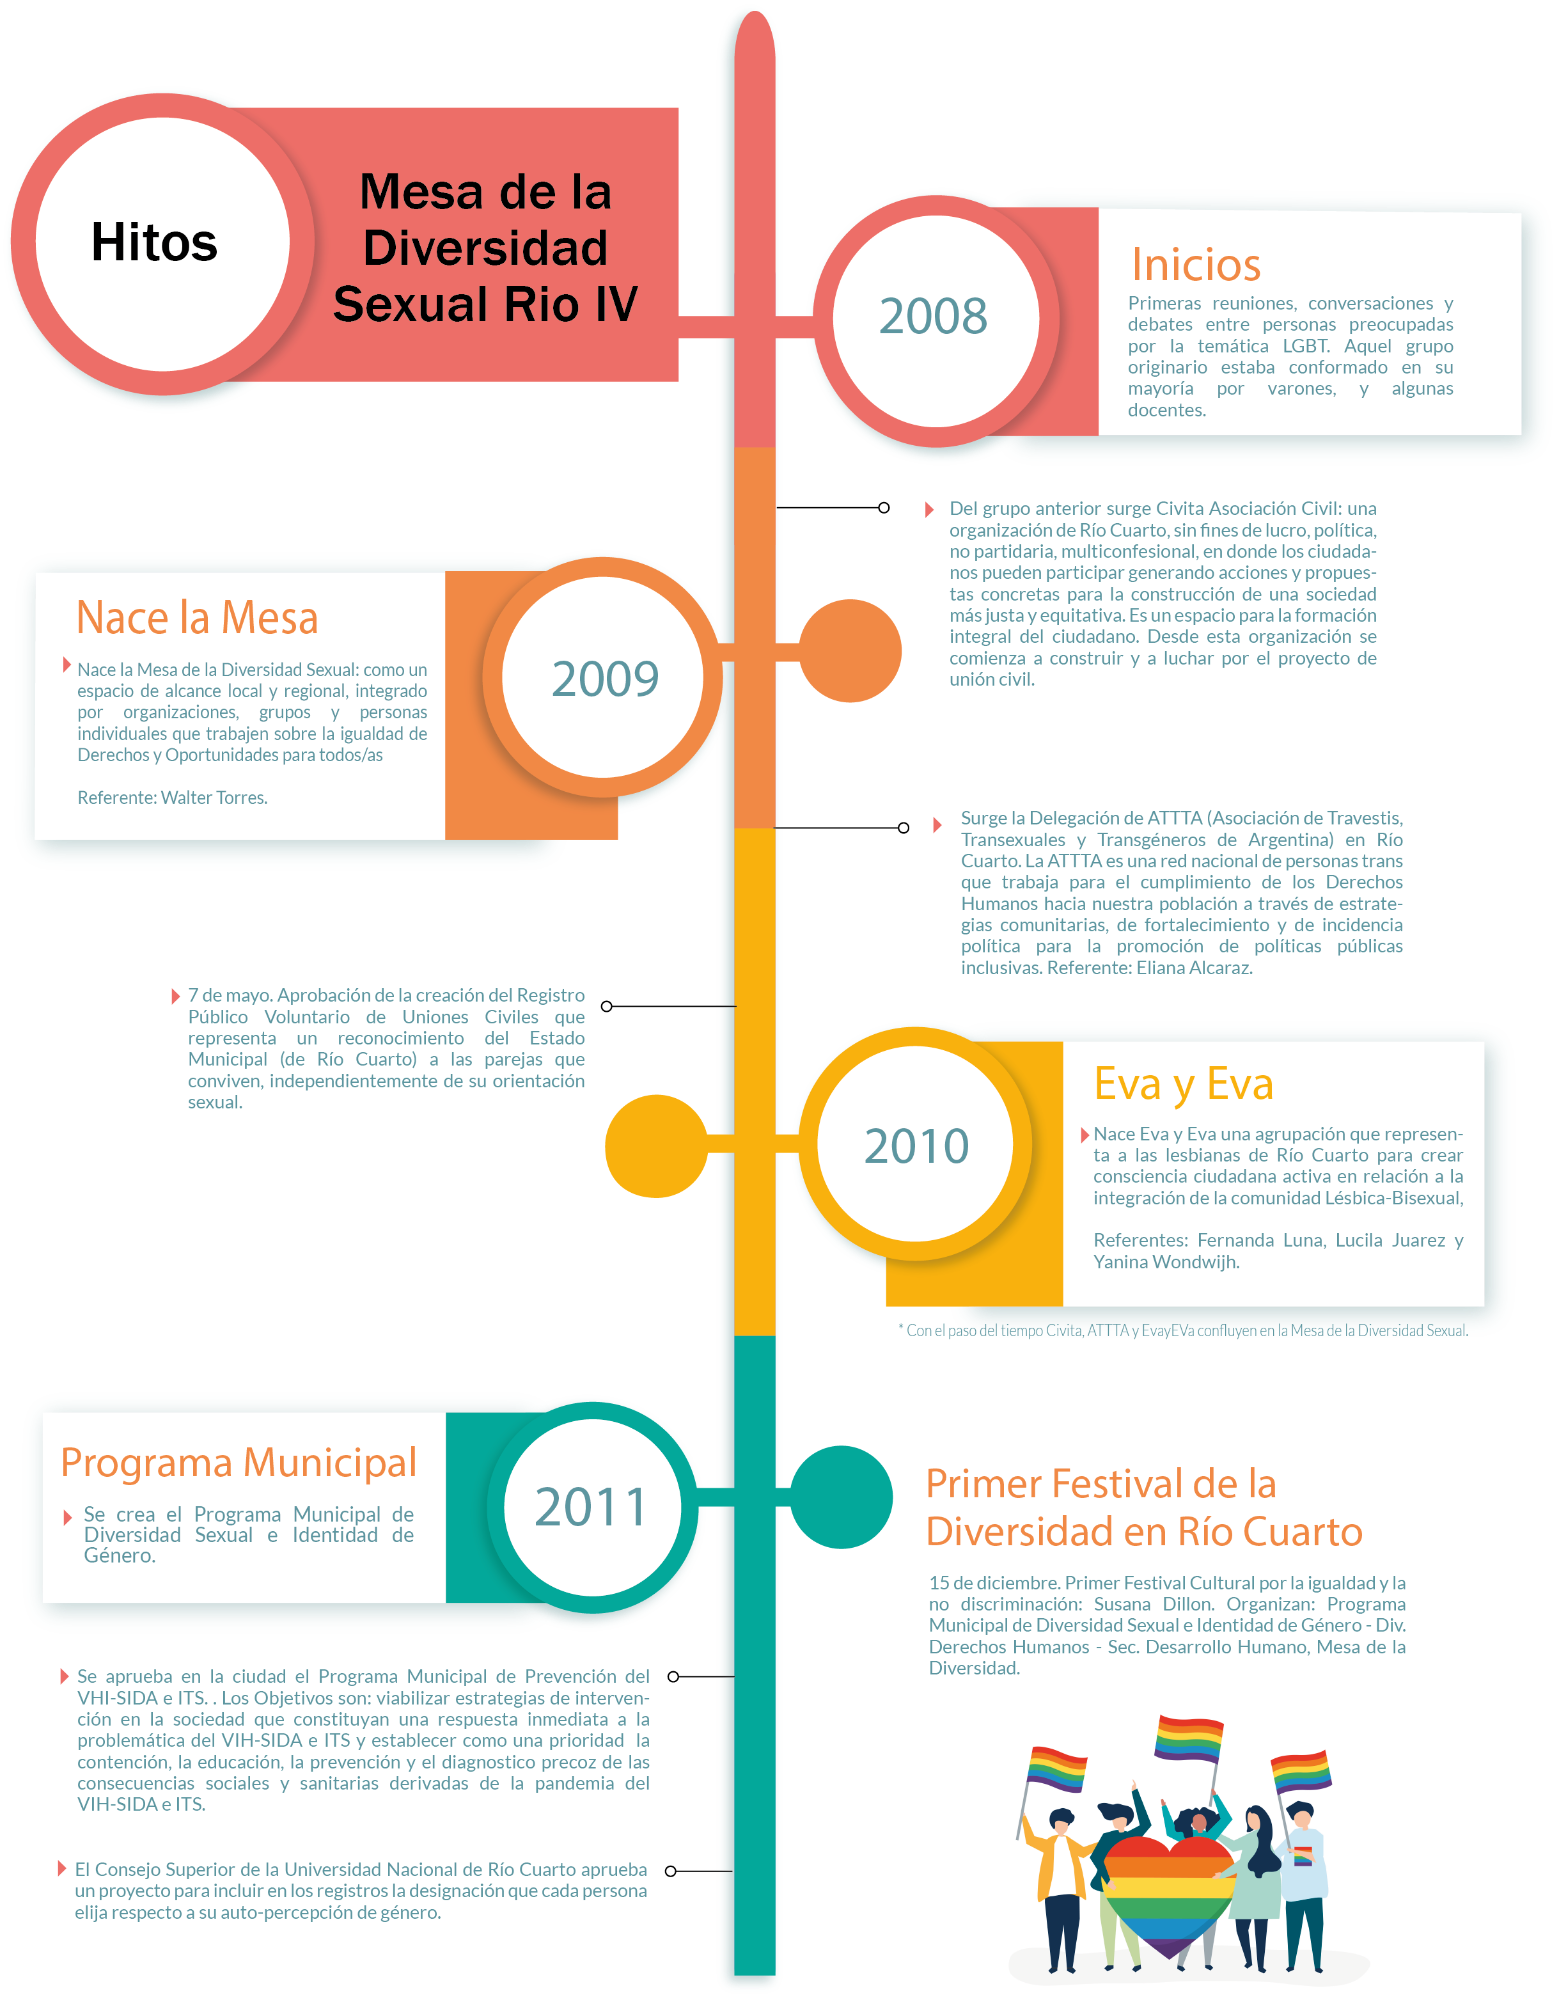 Hitos
Mesa de la
Diversidad
Sexual Rio IV
2008
Inicios
Primeras reuniones, conversaciones y
debates entre personas preocupadas
por la temática LGBT. Aquel grupo
originario estaba conformado en su
mayoría por varones, y algunas
docentes.
Del grupo anterior surge Civita Asociación Civil: una
organización de Río Cuarto, sin fines de lucro, política,
no partidaria, multiconfesional, en donde los ciudada-
nos pueden participar generando acciones y propues-
tas concretas para la construcción de una sociedad
más justa y equitativa. Es un espacio para la formación
integral del ciudadano. Desde esta organización se
comienza a construir y a luchar por el proyecto de
unión civil.
Nace la Mesa
Nace la Mesa de la Diversidad Sexual: como un
espacio de alcance local y regional, integrado
por organizaciones, grupos y personas
individuales que trabajen sobre la igualdad de
Derechos y Oportunidades para todos/as
Referente: Walter Torres.
2009
Surge la Delegación de ATTTA (Asociación de Travestis,
Transexuales y Transgéneros de Argentina) en Río
Cuarto. La ATTTA es una red nacional de personas trans
que trabaja para el cumplimiento de los Derechos
Humanos hacia nuestra población a través de estrate-
gias comunitarias, de fortalecimiento y de incidencia
política para la promoción de políticas públicas
inclusivas. Referente: Eliana Alcaraz.
7 de mayo. Aprobación de la creación del Registro
Público Voluntario de Uniones Civiles que
representa un reconocimiento del Estado
Municipal (de Río Cuarto) a las parejas que
conviven, independientemente de su orientación
sexual.
2010
Eva y Eva
Nace Eva y Eva una agrupación que represen-
ta a las lesbianas de Río Cuarto para crear
consciencia ciudadana activa en relación a la
integración de la comunidad Lésbica-Bisexual,
Referentes: Fernanda Luna, Lucila Juarez y
Yanina Wondwijh.
* Con el paso del tiempo Civita, ATTTA y EvayEVa confluyen en la Mesa de la Diversidad Sexual.
Programa Municipal
Se crea el Programa Municipal de
Diversidad Sexual e Identidad de
Género.
2011
Primer Festival de la
Diversidad en Río Cuarto
15 de diciembre. Primer Festival Cultural por la igualdad y la
no discriminación: Susana Dillon. Organizan: Programa
Municipal de Diversidad Sexual e Identidad de Género - Div.
Derechos Humanos - Sec. Desarrollo Humano, Mesa de la
Diversidad.
Se aprueba en la ciudad el Programa Municipal de Prevención del
VHI-SIDA e ITS. . Los Objetivos son: viabilizar estrategias de interven-
ción en la sociedad que constituyan una respuesta inmediata a la
problemática del VIH-SIDA e ITS y establecer como una prioridad la
contención, la educación, la prevención y el diagnostico precoz de las
consecuencias sociales y sanitarias derivadas de la pandemia del
VIH-SIDA e ITS.
El Consejo Superior de la Universidad Nacional de Río Cuarto aprueba
un proyecto para incluir en los registros la designación que cada persona
elija respecto a su auto-percepción de género.